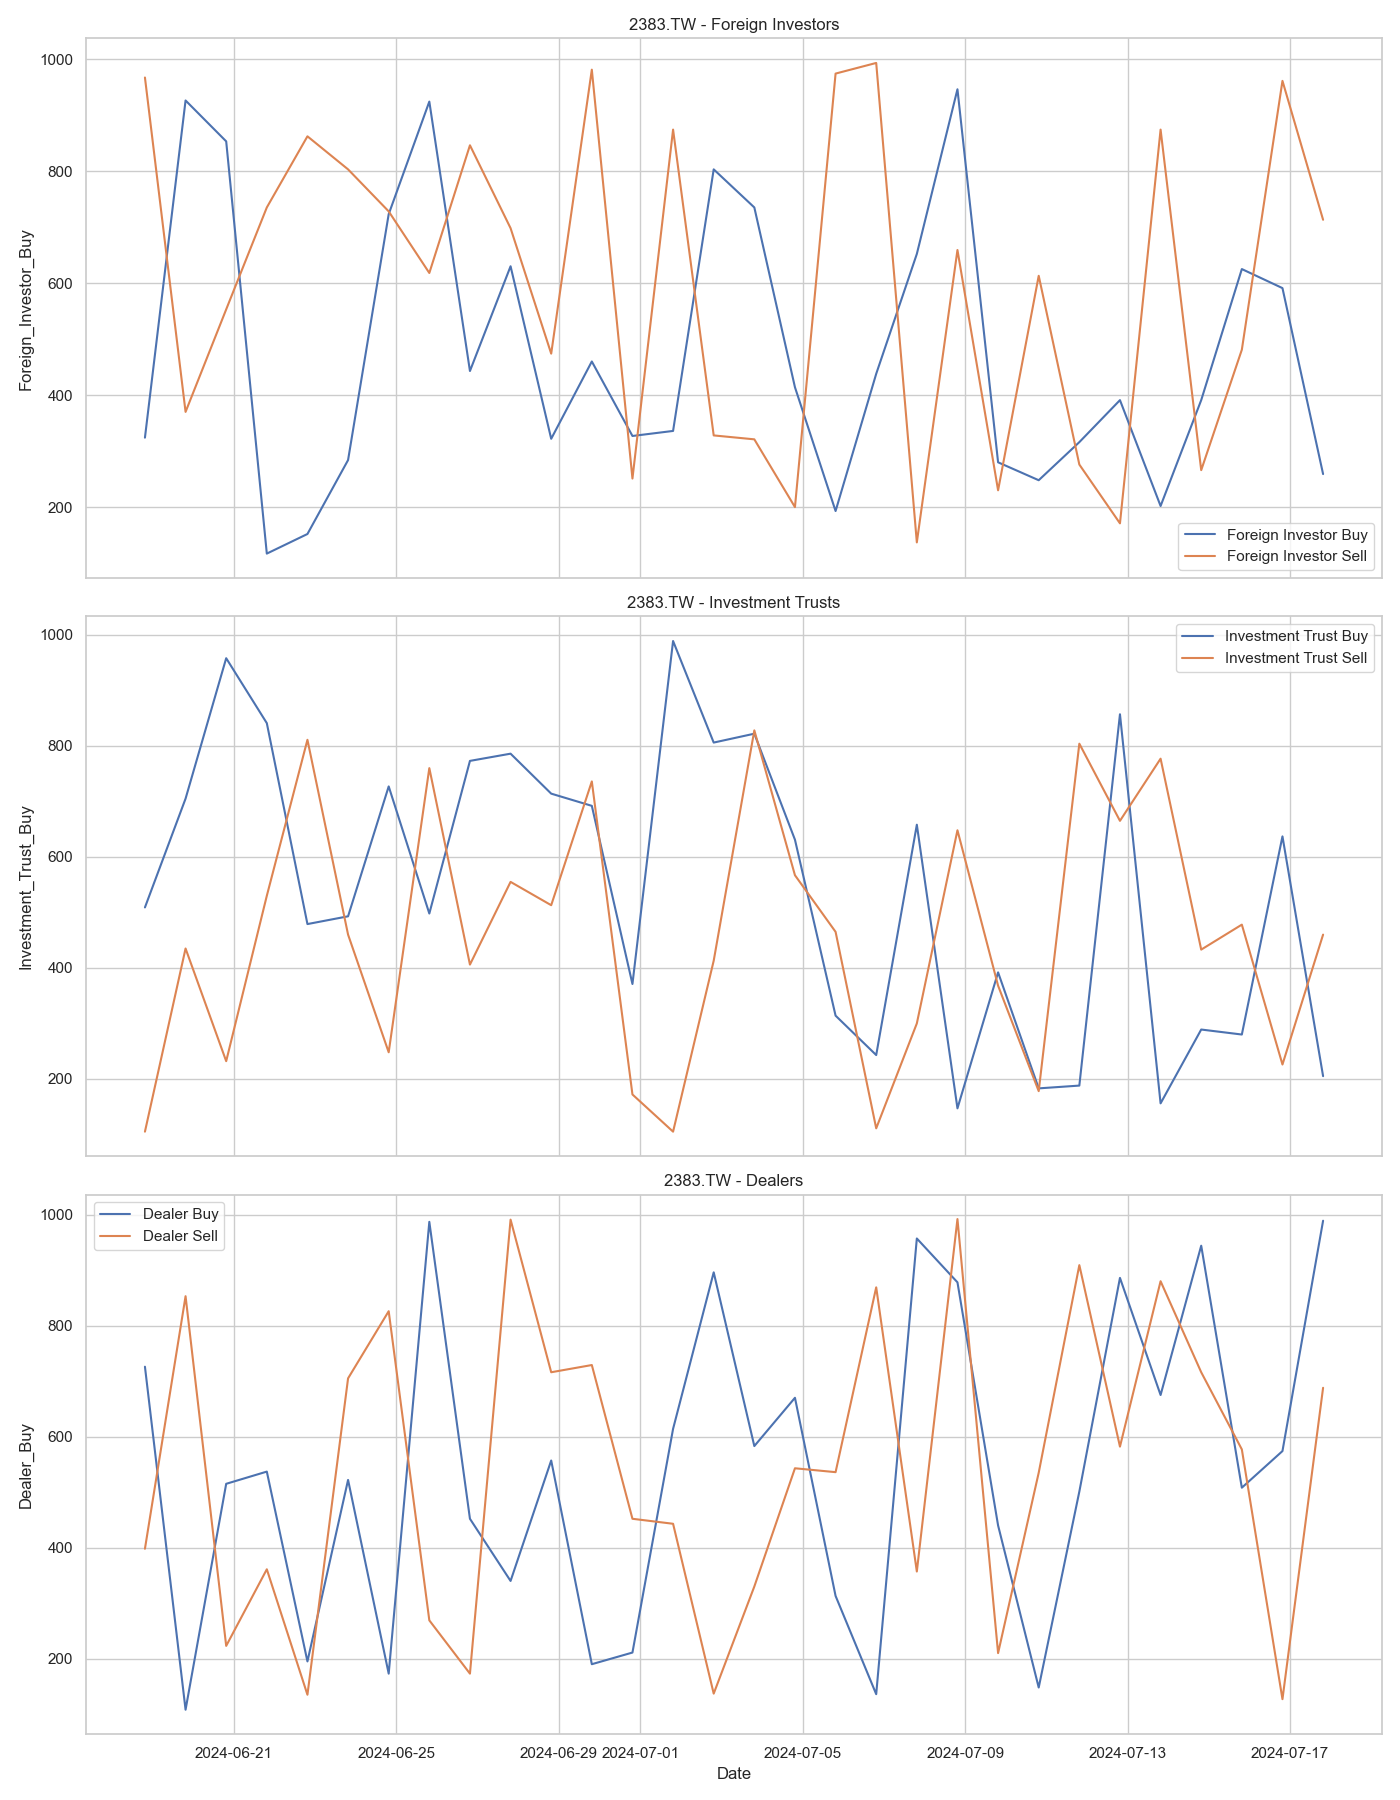 2383.TW - Foreign Investors
1000
800
600
400
200
Foreign_Investor_Buy
Foreign Investor Buy
Foreign Investor Sell
2383.TW - Investment Trusts
1000
800
600
400
200
Investment_Trust_Buy
Investment Trust Buy
Investment Trust Sell
2383.TW - Dealers
1000
800
600
400
200
Dealer_Buy
Dealer Buy
Dealer Sell
2024-06-21 2024-06-25 2024-06-29 2024-07-01 2024-07-05 2024-07-09 2024-07-13 2024-07-17
Date